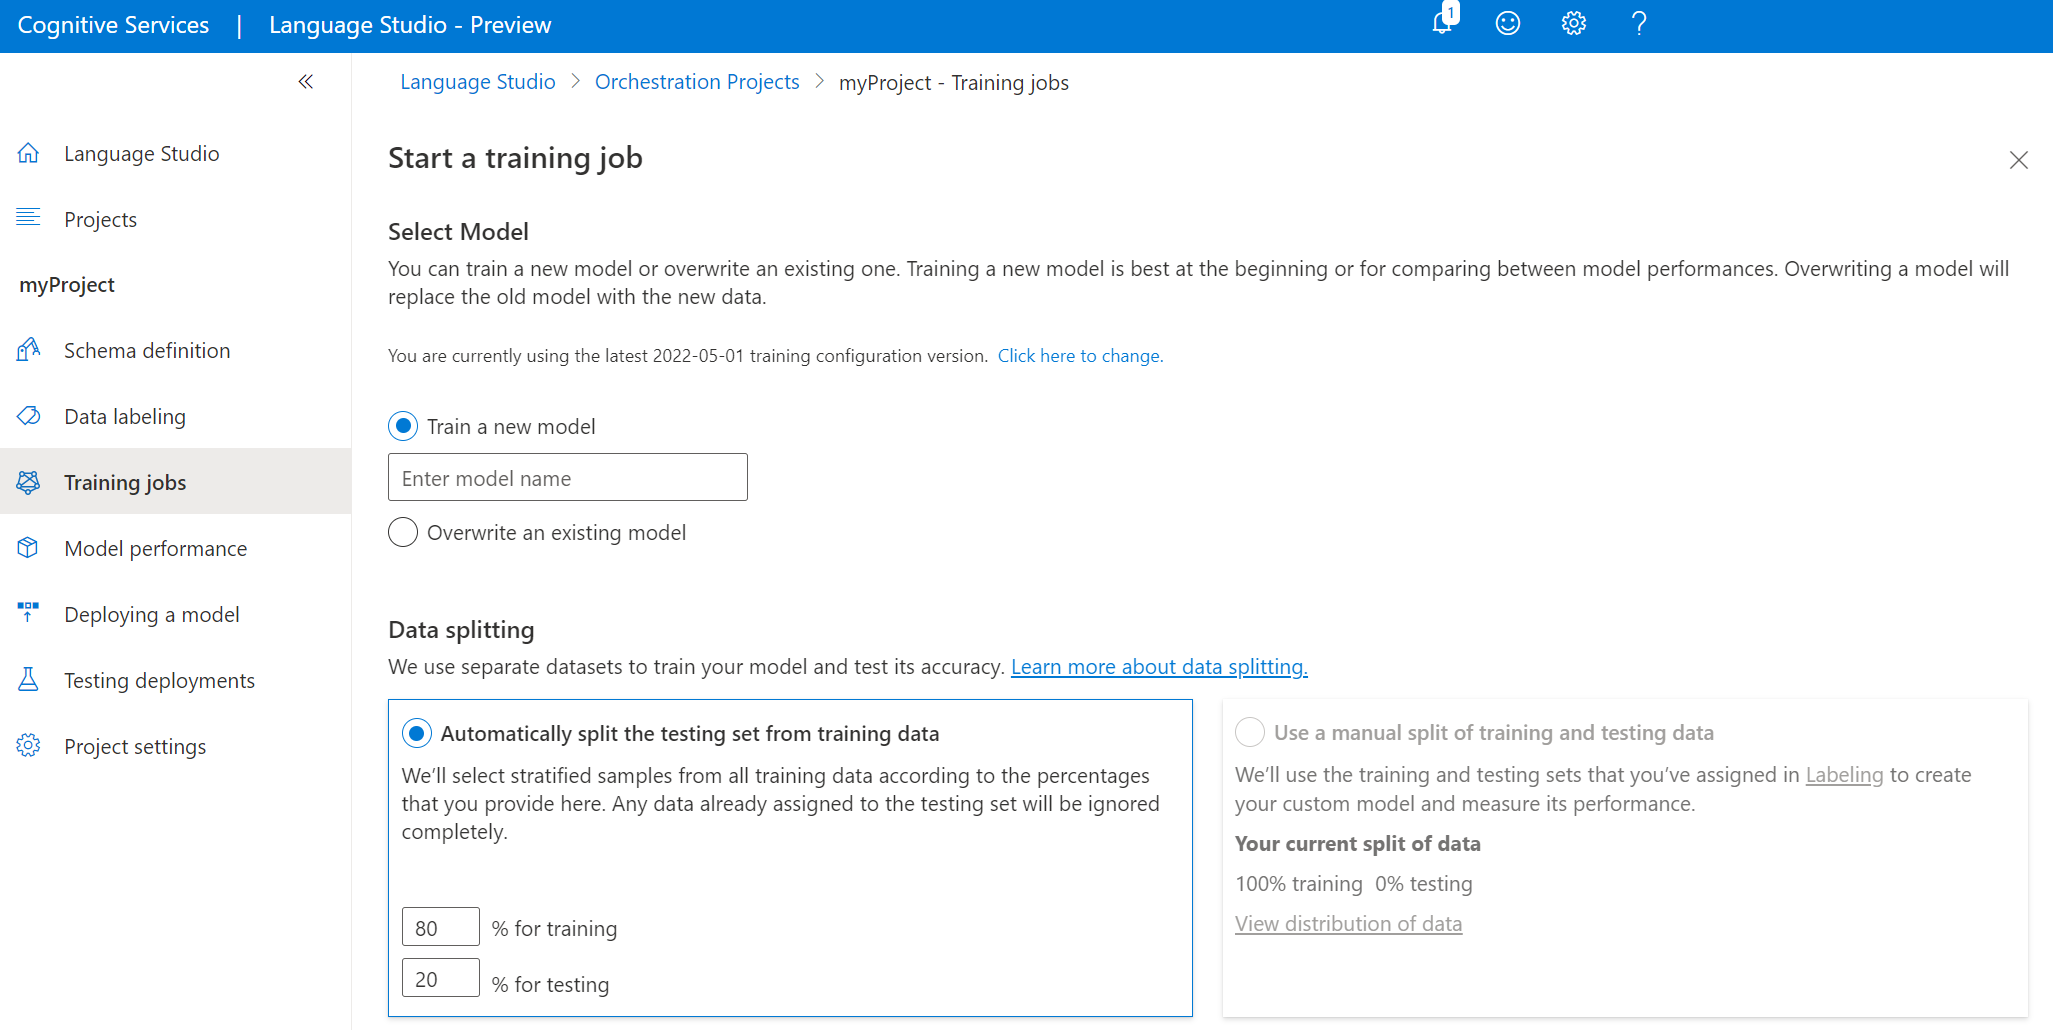 Cognitive Services | Language Studio - Preview
1
Language Studio > Orchestration Projects > myProject - Training jobs
Language Studio
Projects
myProject
Schema definition
Data labeling
Training jobs
Model performance
Deploying a model
Testing deployments
Project settings
Start a training job
Select Model
You can train a new model or overwrite an existing one. Training a new model is best at the beginning or for comparing between model performances. Overwriting a model will
replace the old model with the new data.
You are currently using the latest 2022-05-01 training configuration version. Click here to change.
Train a new model
Enter model name
Overwrite an existing model
Data splitting
We use separate datasets to train your model and test its accuracy. Learn more about data splitting.
Automatically split the testing set from training data
We'll select stratified samples from all training data according to the percentages
that you provide here. Any data already assigned to the testing set will be ignored
completely.
80 % for training
20 % for testing
Use a manual split of training and testing data
We'll use the training and testing sets that you've assigned in Labeling to create
your custom model and measure its performance.
Your current split of data
100% training 0% testing
View distribution of data